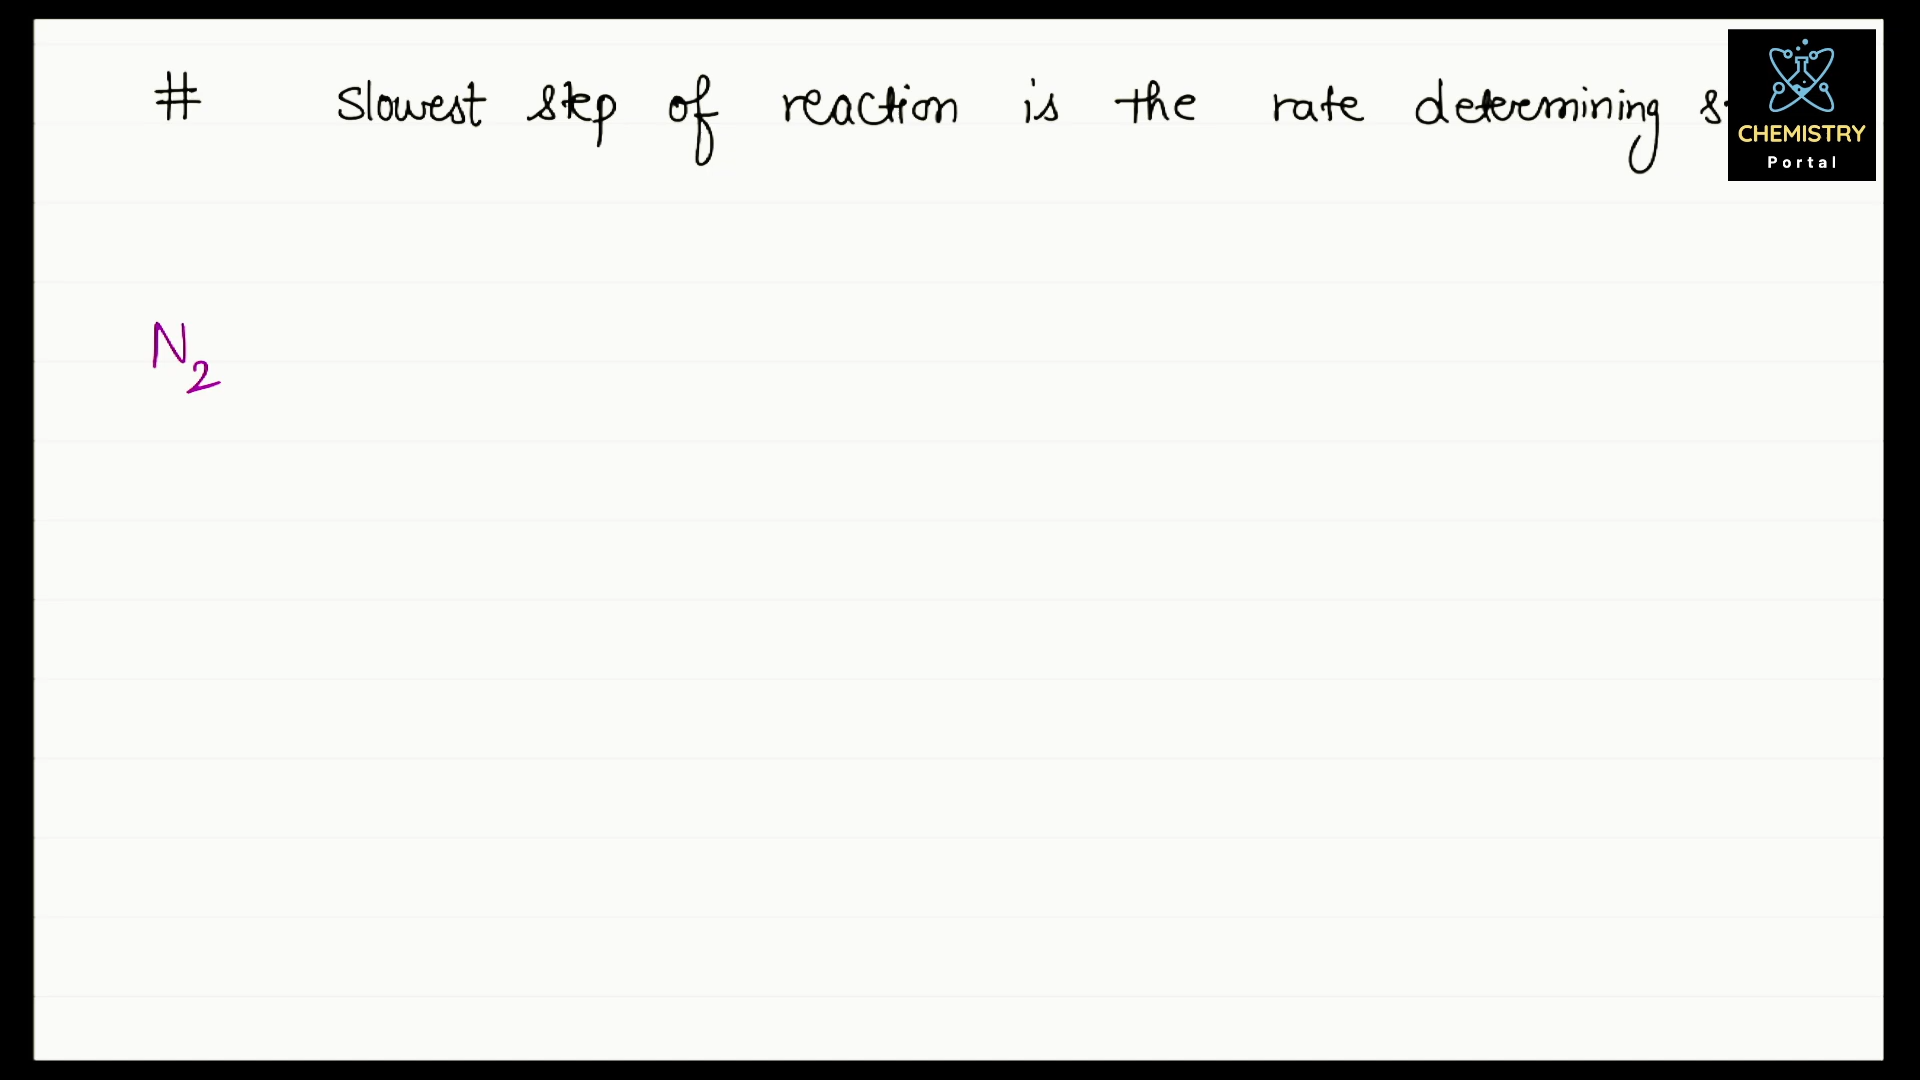 # Slowest step of reaction is the rate determining
CHEMISTRY
Portal
N₂